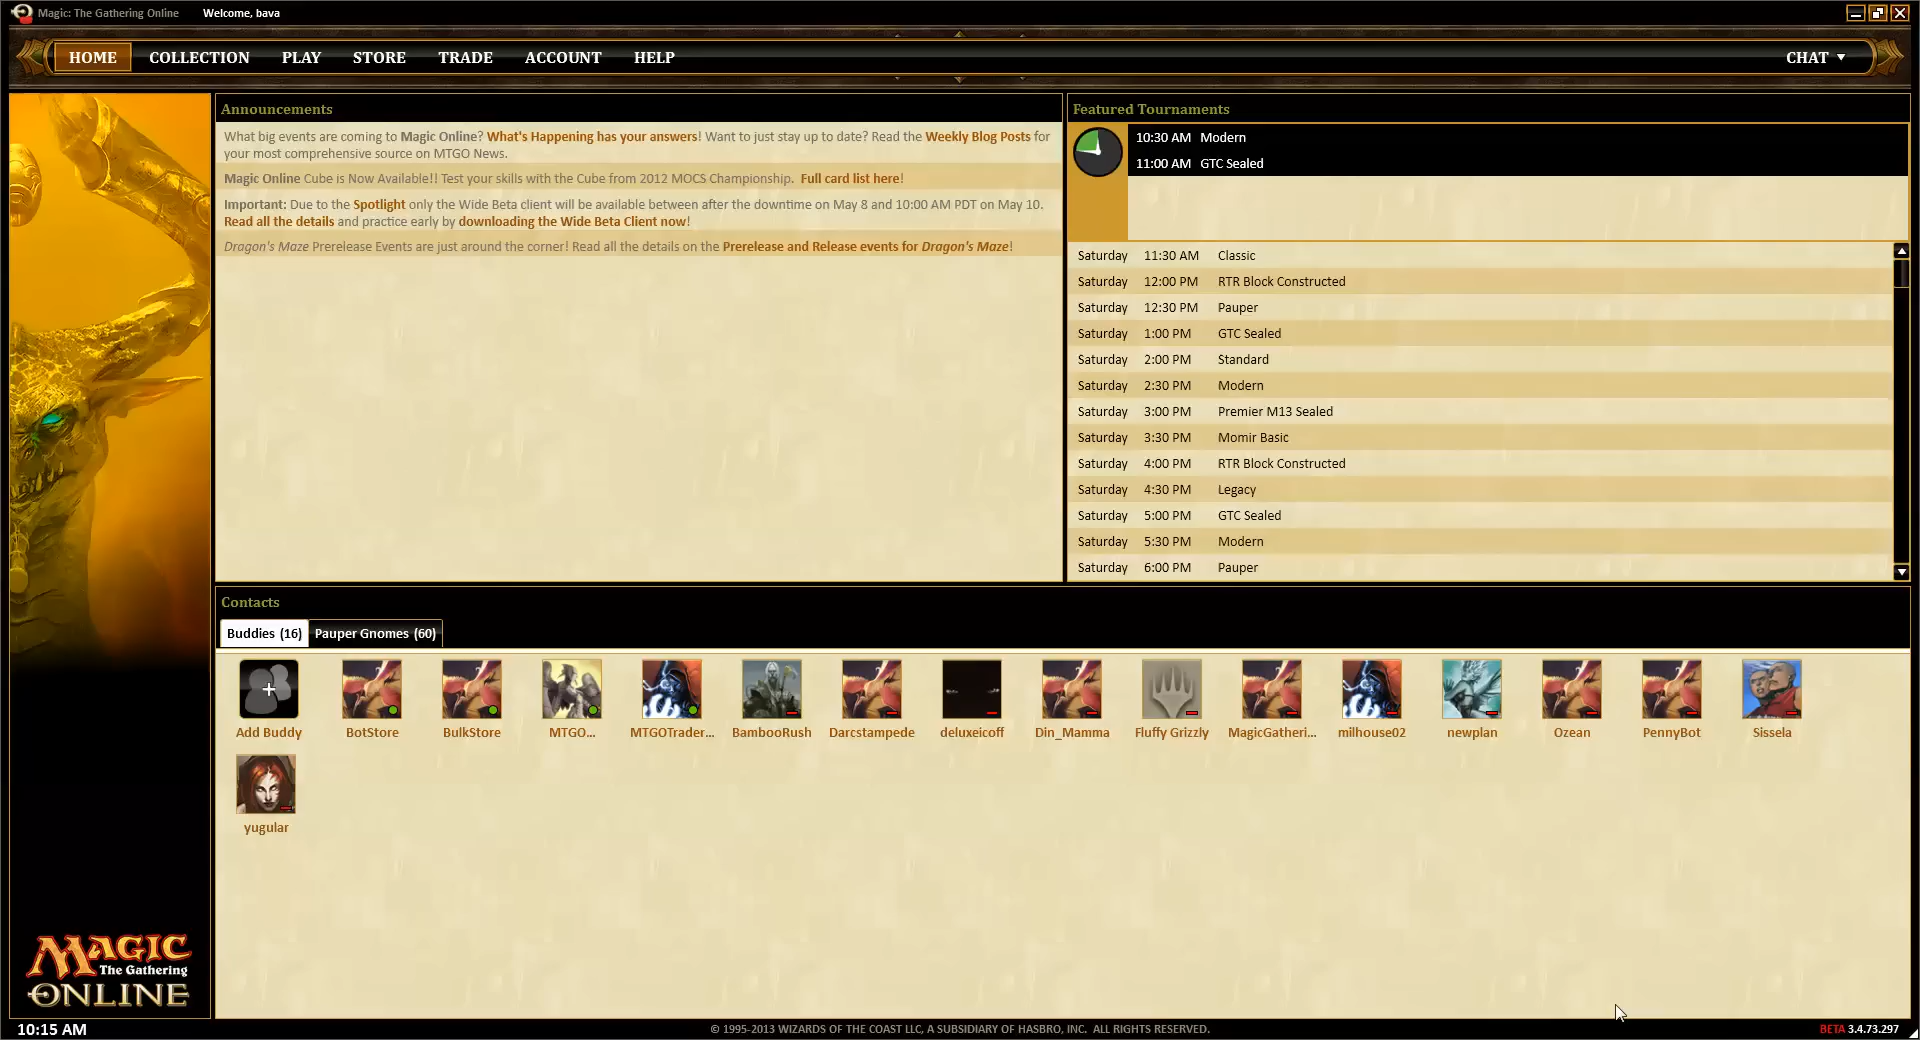 Magic: The Gathering Online Welcome, bava
HOME COLLECTION PLAY STORE TRADE ACCOUNT HELP CHAT
Announcements
What big events are coming to Magic Online? What's Happening has your answers! Want to just stay up to date? Read the Weekly Blog Posts for
your most comprehensive source on MTGO News.
Magic Online Cube is Now Available!! Test your skills with the Cube from 2012 MOCS Championship. Full card list here!
Important: Due to the Spotlight only the Wide Beta client will be available between after the downtime on May 8 and 10:00 AM PDT on May 10.
Read all the details and practice early by downloading the Wide Beta Client now!
Dragon's Maze Prerelease Events are just around the corner! Read all the details on the Prerelease and Release events for Dragon's Maze!
Featured Tournaments
10:30 AM Modern
11:00 AM GTC Sealed
Saturday 11:30 AM Classic
Saturday 12:00 PM RTR Block Constructed
Saturday 12:30 PM Pauper
Saturday 1:00 PM GTC Sealed
Saturday 2:00 PM Standard
Saturday 2:30 PM Modern
Saturday 3:00 PM Premier M13 Sealed
Saturday 3:30 PM Momir Basic
Saturday 4:00 PM RTR Block Constructed
Saturday 4:30 PM Legacy
Saturday 5:00 PM GTC Sealed
Saturday 5:30 PM Modern
Saturday 6:00 PM Pauper
Contacts
Buddies (16) Pauper Gnomes (60)
Add Buddy BotStore BulkStore MTGO... MTGOTrader... BambooRush Darcstampede deluxeicoff Din_Mamma Fluffy Grizzly MagicGatheri... milhouse02 newplan Ozean PennyBot Sissela
yugular
MAGIC
The Gathering
ONLINE
10:15 AM © 1995-2013 WIZARDS OF THE COAST LLC, A SUBSIDIARY OF HASBRO, INC. ALL RIGHTS RESERVED. BETA 3.4.73.297